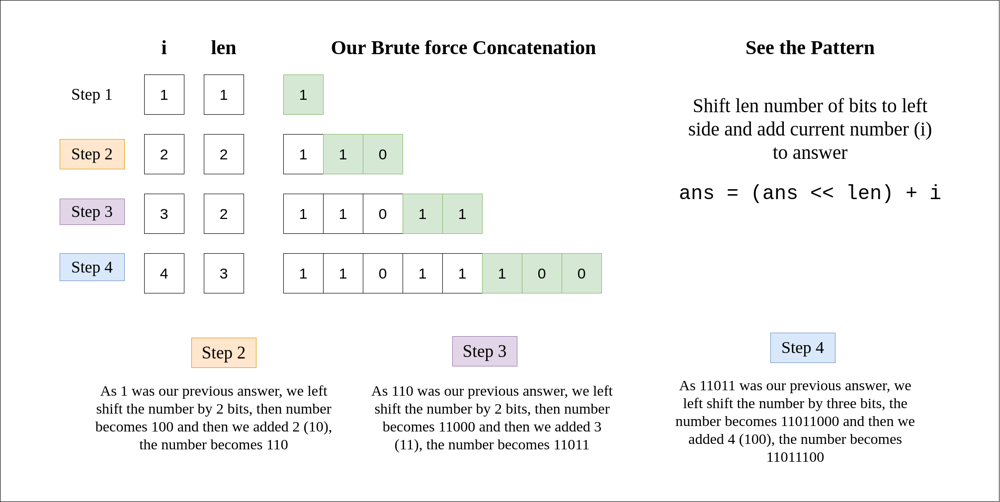 i len Our Brute force Concatenation See the Pattern
Step 1 1 1 1
Step 2 2 2 1 1 0
Step 3 3 2 1 1 0 1 1
Step 4 4 3 1 1 0 1 1 1 0 0
Shift len number of bits to left
side and add current number (i)
to answer
ans = (ans << len) + i
Step 2
As 1 was our previous answer, we left
shift the number by 2 bits, then number
becomes 100 and then we added 2 (10),
the number becomes 110
Step 3
As 110 was our previous answer, we left
shift the number by 2 bits, then number
becomes 11000 and then we added 3
(11), the number becomes 11011
Step 4
As 11011 was our previous answer, we
left shift the number by three bits, the
number becomes 11011000 and then we
added 4 (100), the number becomes
11011100